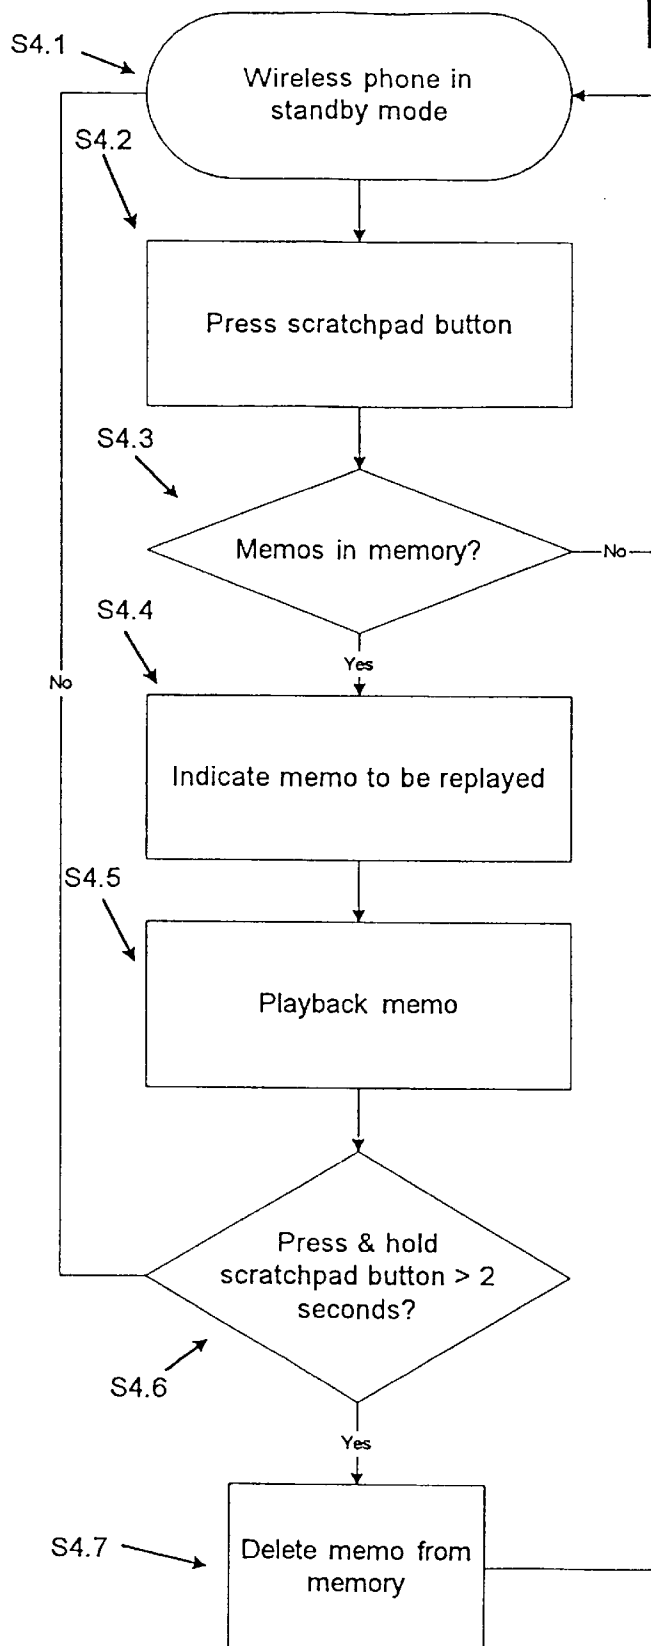 S4.1
Wireless phone in
standby mode
S4.2
Press scratchpad button
S4.3
Memos in memory?
No
S4.4
Yes
No
Indicate memo to be replayed
S4.5
Playback memo
Press & hold
scratchpad button > 2
seconds?
S4.6
Yes
S4.7
Delete memo from
memory